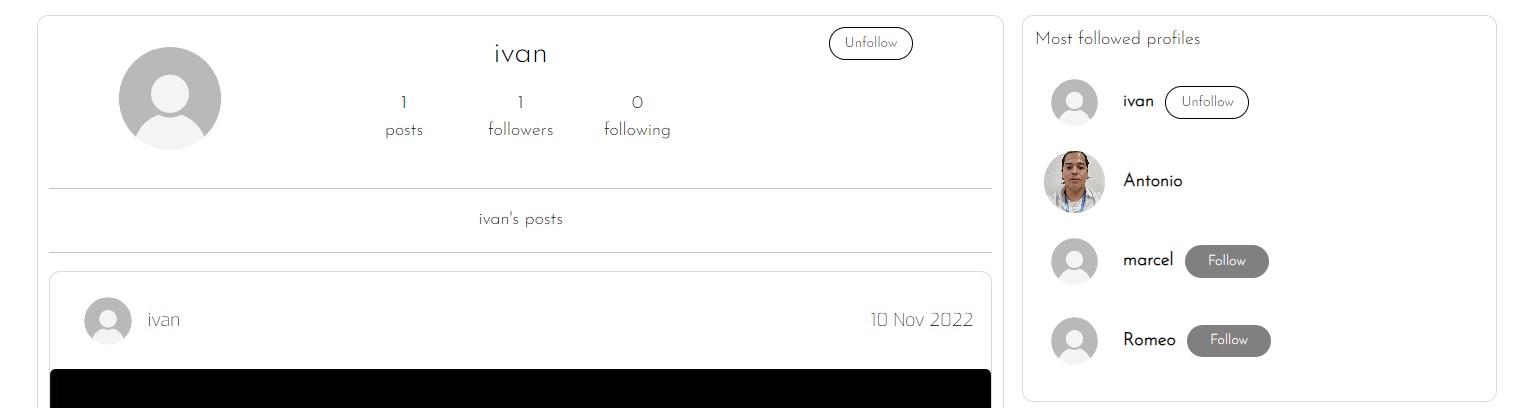 ivan
Unfollow
1 1 0
posts followers following
ivan's posts
ivan 10 Nov 2022
Most followed profiles
ivan Unfollow
Antonio
marcel Follow
Romeo Follow